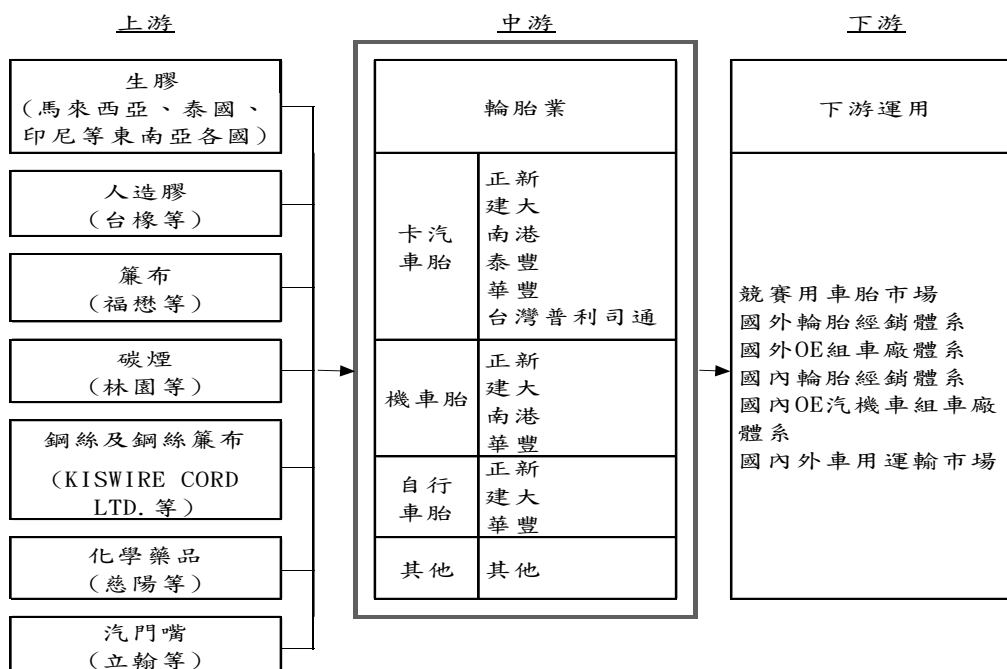 上游
生膠
（馬來西亞、泰國、
印尼等東南亞各國）
人造膠
（台橡等）
簾布
（福懋等）
碳煙
（林園等）
鋼絲及鋼絲簾布
（KISWIRE CORD
LTD.等）
化學藥品
（慈陽等）
汽門嘴
（立翰等）
中游
輪胎業
卡汽
車胎
正新
建大
南港
泰豐
華豐
台灣普利司通
機車胎
正新
建大
南港
華豐
自行
車胎
正新
建大
華豐
其他
其他
下游
下游運用
競賽用車胎市場
國外輪胎經銷體系
國外OE組車廠體系
國內輪胎經銷體系
國內OE汽機車組車廠
體系
國內外車用運輸市場